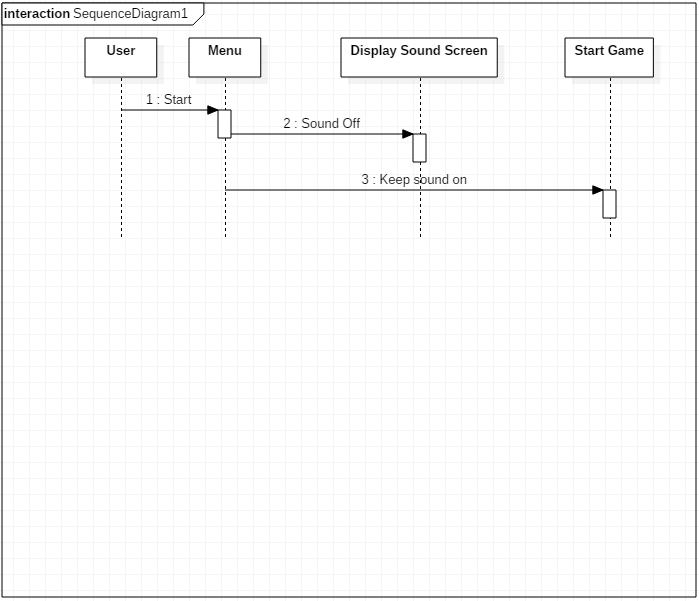 interaction SequenceDiagram1
User
Menu
Display Sound Screen
Start Game
1 : Start
2 : Sound Off
3 : Keep sound on